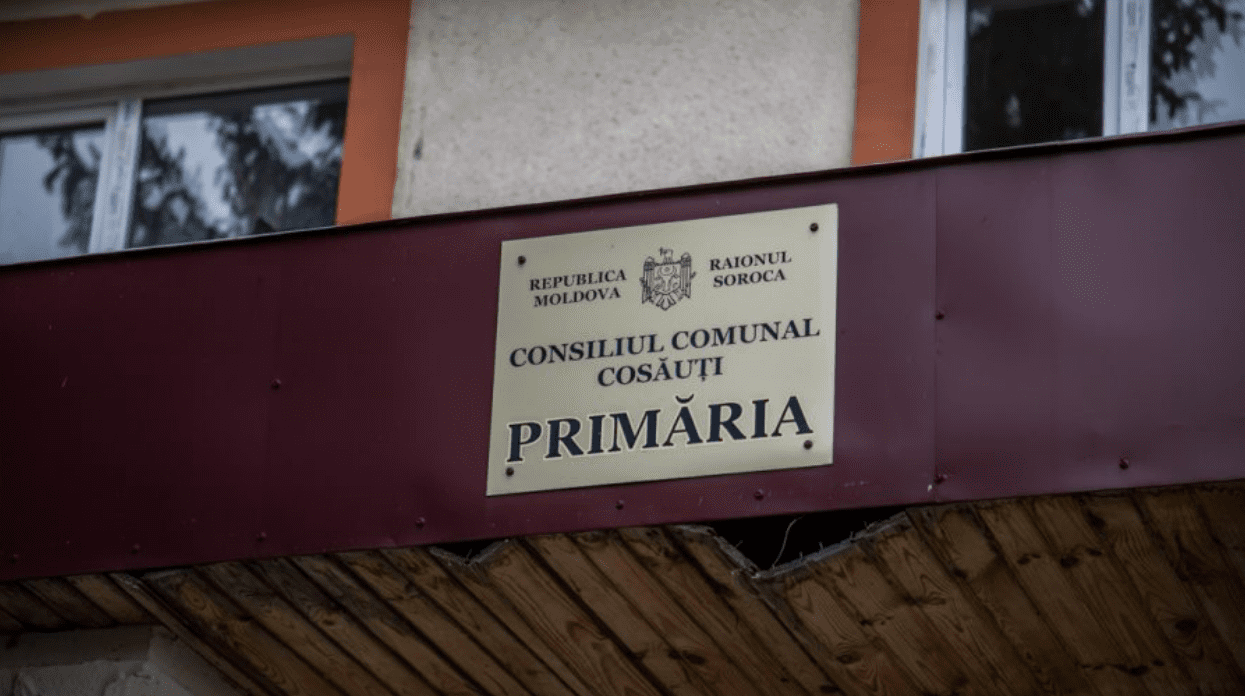 REPUBLICA
MOLDOVA
RAIONUL
SOROCA
CONSILIUL COMUNAL
COSĂUȚI
PRIMĂRIA